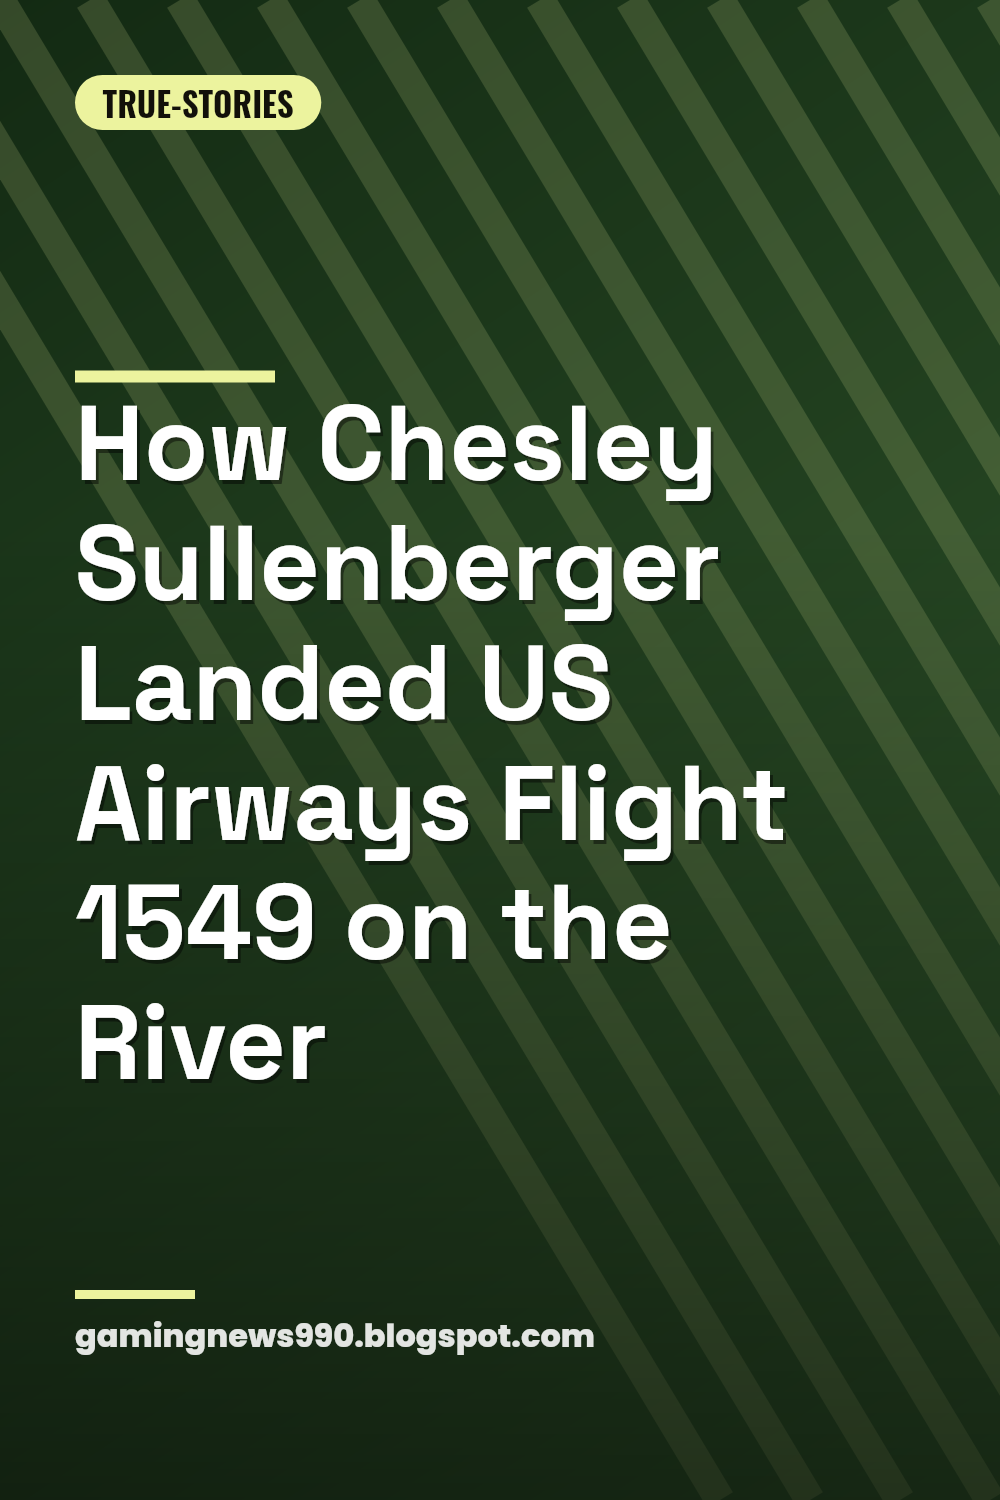 TRUE-STORIES
How Chesley
Sullenberger
Landed US
Airways Flight
1549 on the
River
gamingnews990.blogspot.com